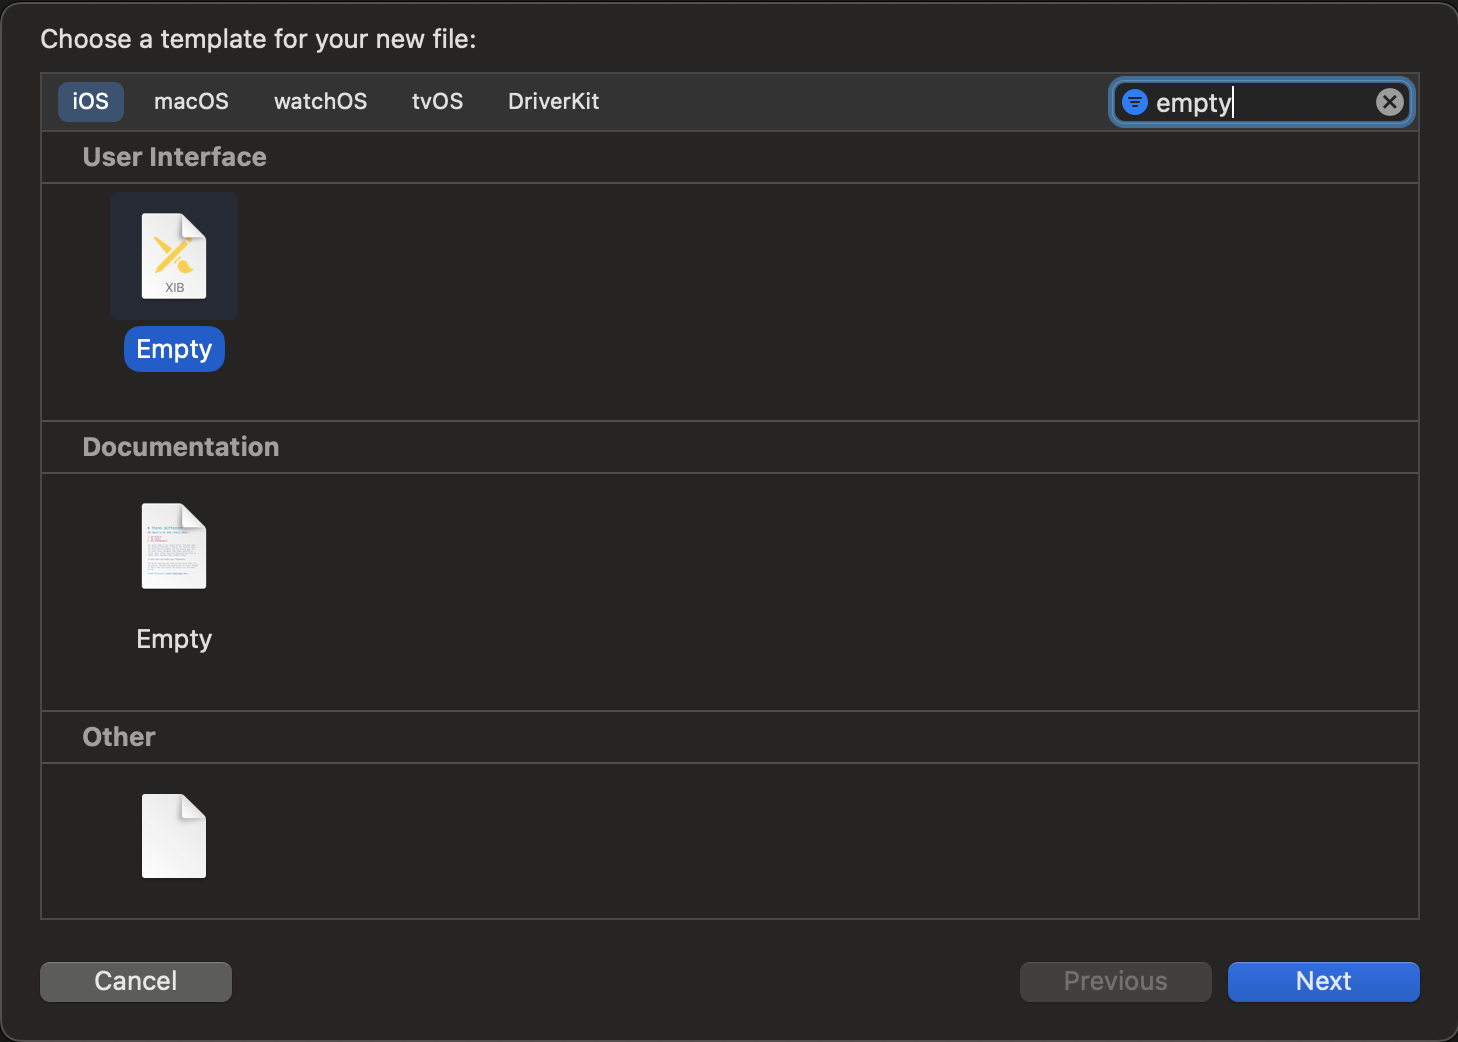 Choose a template for your new file:
iOS macOS watchOS tvOS DriverKit empty
User Interface
XIB
Empty
Documentation
Empty
Other
Cancel Previous Next